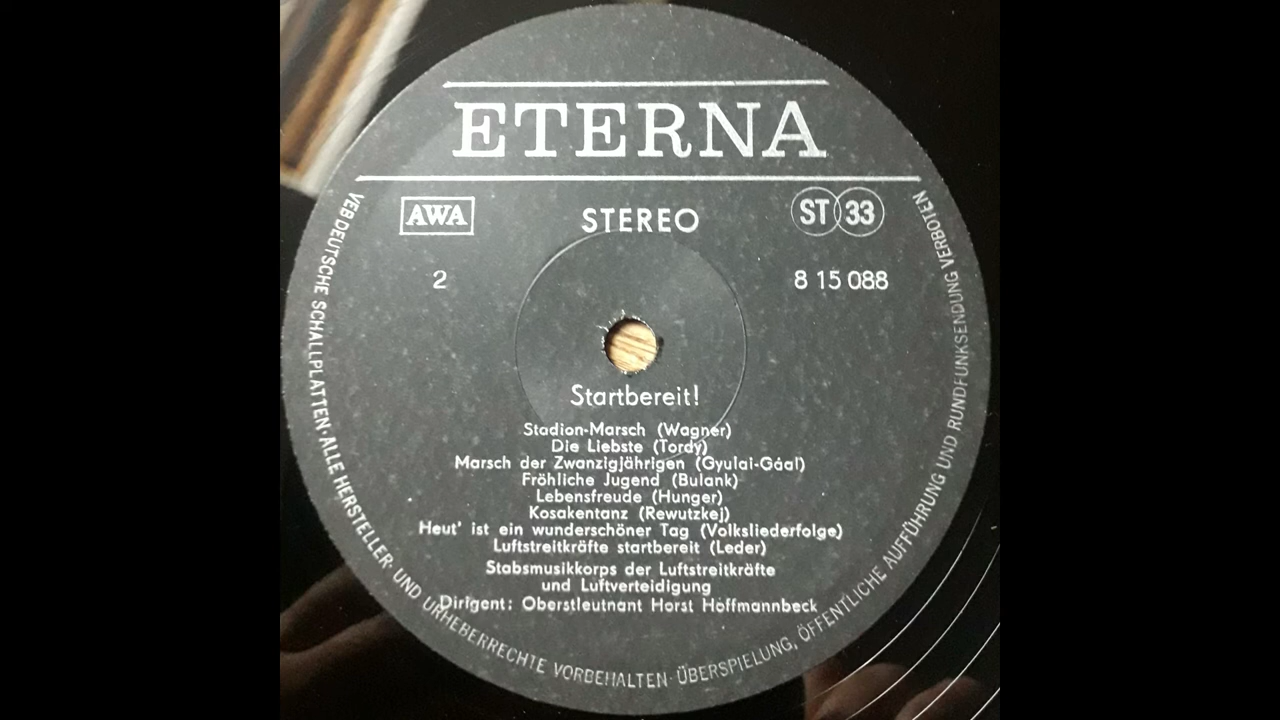 ETERNA
AWA
STEREO
ST 33
2
8 15 088
Startbereit!
Stadion-Marsch (Wagner)
Die Liebste (Tordy)
Marsch der Zwanzigjährigen (Gyulai-Gáal)
Fröhliche Jugend (Bulank)
Lebensfreude (Hunger)
Kosakentanz (Rewutzkej)
Heut' ist ein wunderschöner Tag (Volksliederfolge)
Luftstreitkräfte startbereit (Leder)
Stabsmusikkorps der Luftstreitkräfte
und Luftverteidigung
Dirigent: Oberstleutnant Horst Hoffmannbeck
VEB DEUTSCHE SCHALLPLATTEN · ALLE HERSTELLER- UND URHEBERRECHTE VORBEHALTEN · ÜBERSPIELUNG, ÖFFENTLICHE AUFFÜHRUNG UND RUNDFUNKSENDUNG VERBOTEN